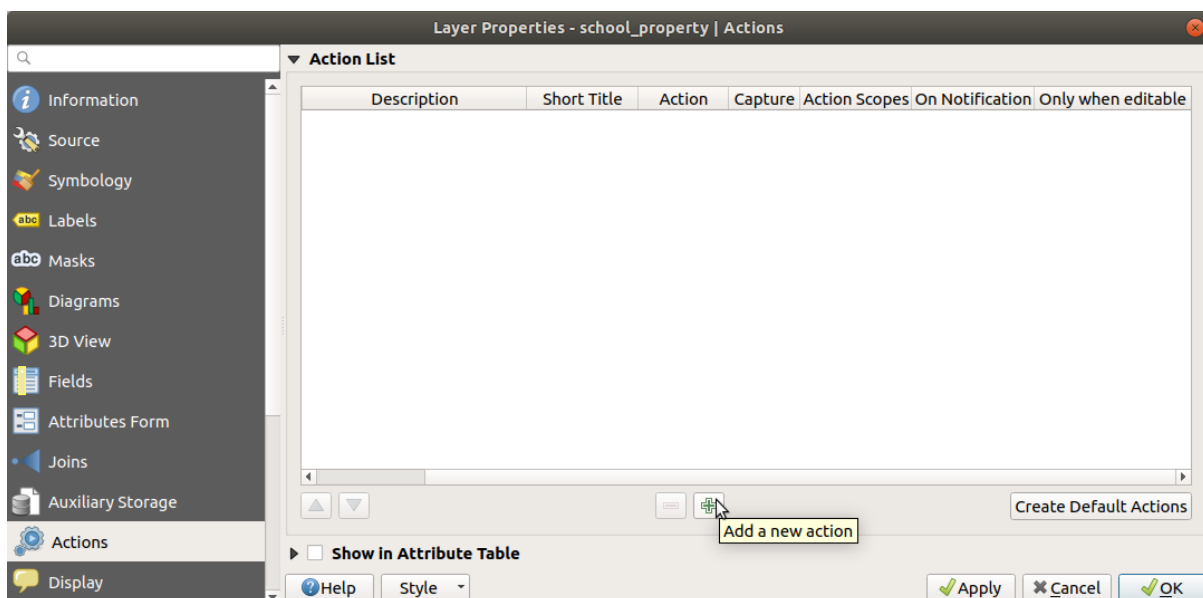 Layer Properties - school_property | Actions
Action List
Information
Source
Symbology
abc Labels
abc Masks
Diagrams
3D View
Fields
Attributes Form
Joins
Auxiliary Storage
Actions
Display
Description Short Title Action Capture Action Scopes On Notification Only when editable
Create Default Actions
Add a new action
Show in Attribute Table
Help Style Apply Cancel OK